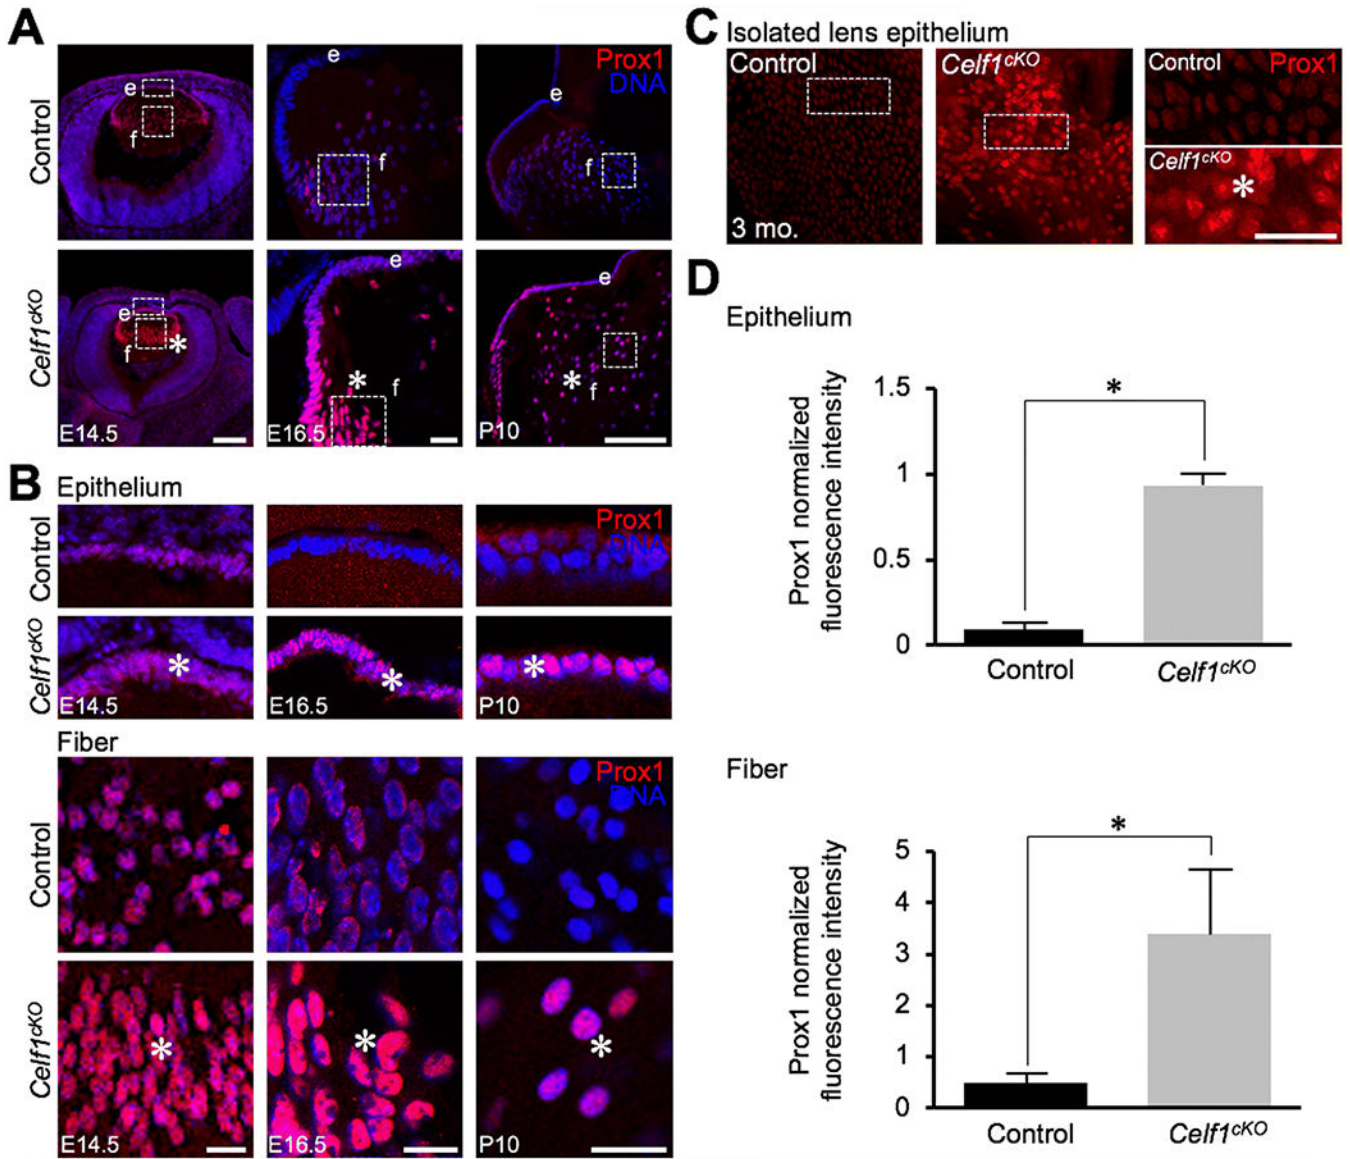 A
Control
e
f
e
f
Prox1
DNA
e
f
Celf1cKO
e
f
*
E14.5
e
*
f
E16.5
e
*
f
P10
B
Epithelium
Control
Prox1
DNA
Celf1cKO
*
E14.5
*
E16.5
*
P10
Fiber
Control
Prox1
DNA
Celf1cKO
*
E14.5
*
E16.5
*
P10
C
Isolated lens epithelium
Control
3 mo.
Celf1cKO
Control
Prox1
Celf1cKO
*
D
Epithelium
Prox1 normalized
fluorescence intensity
1.5
1
0.5
0
*
Control
Celf1cKO
Fiber
Prox1 normalized
fluorescence intensity
5
4
3
2
1
0
*
Control
Celf1cKO